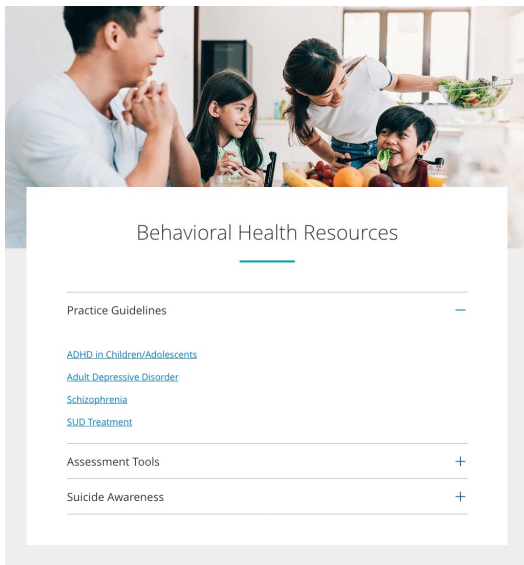 Behavioral Health Resources
Practice Guidelines
ADHD in Children/Adolescents
Adult Depressive Disorder
Schizophrenia
SUD Treatment
Assessment Tools
Suicide Awareness